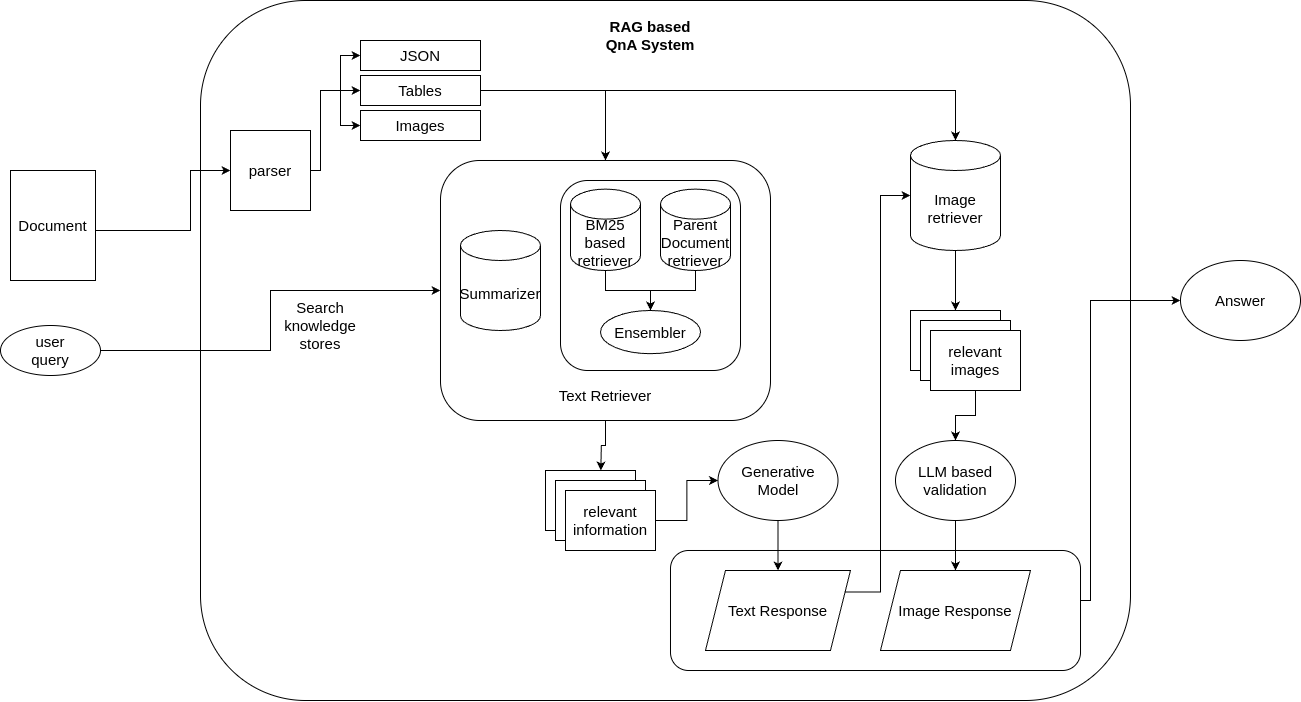 RAG based
QnA System
JSON
Tables
Images
parser
Document
user
query
Search
knowledge
stores
Summarizer
BM25
based
retriever
Parent
Document
retriever
Ensembler
Text Retriever
relevant
information
Generative
Model
Text Response
Image
retriever
relevant
images
LLM based
validation
Image Response
Answer